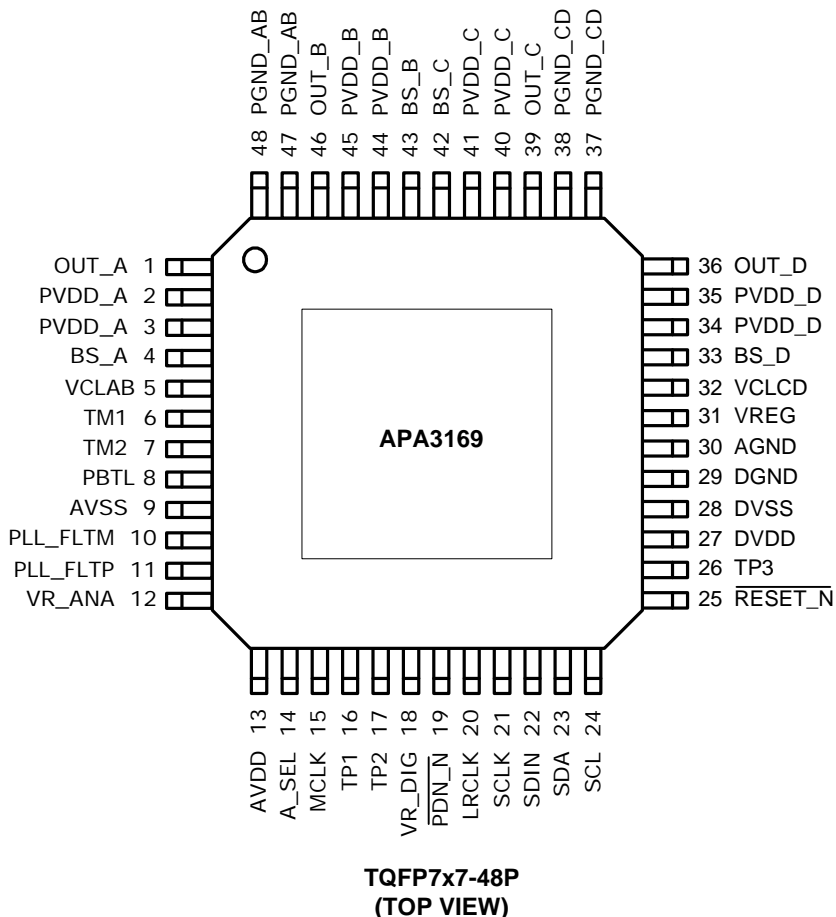 48 PGND_AB
47 PGND_AB
46 OUT_B
45 PVDD_B
44 PVDD_B
43 BS_B
42 BS_C
41 PVDD_C
40 PVDD_C
39 OUT_C
38 PGND_CD
37 PGND_CD
OUT_A 1
PVDD_A 2
PVDD_A 3
BS_A 4
VCLAB 5
TM1 6
TM2 7
PBTL 8
AVSS 9
PLL_FLTM 10
PLL_FLTP 11
VR_ANA 12
APA3169
36 OUT_D
35 PVDD_D
34 PVDD_D
33 BS_D
32 VCLCD
31 VREG
30 AGND
29 DGND
28 DVSS
27 DVDD
26 TP3
25 RESET_N
AVDD 13
A_SEL 14
MCLK 15
TP1 16
TP2 17
VR_DIG 18
PDN_N 19
LRCLK 20
SCLK 21
SDIN 22
SDA 23
SCL 24
TQFP7x7-48P
(TOP VIEW)